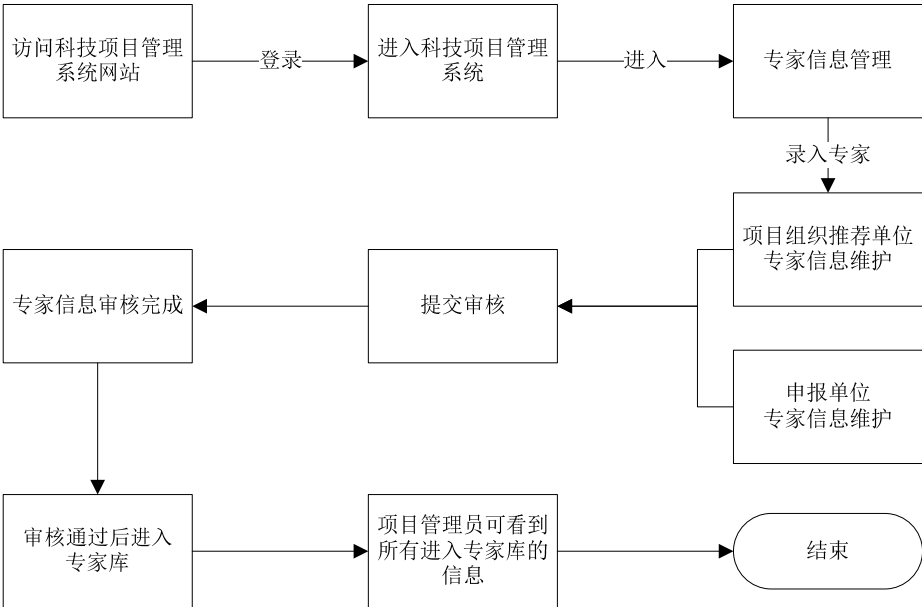 访问科技项目管理
系统网站
登录
进入科技项目管理
系统
进入
专家信息管理
录入专家
项目组织推荐单位
专家信息维护
申报单位
专家信息维护
提交审核
专家信息审核完成
审核通过后进入
专家库
项目管理员可看到
所有进入专家库的
信息
结束